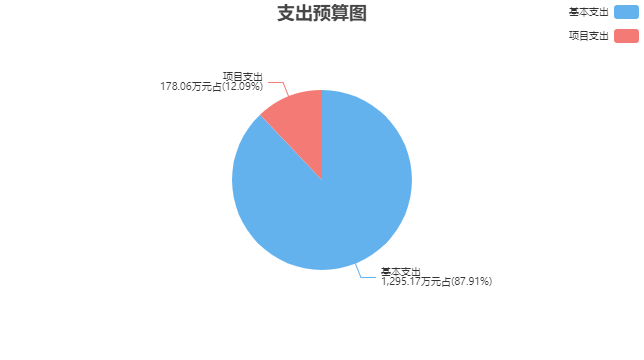 支出预算图
基本支出
项目支出
项目支出
178.06万元占(12.09%)
基本支出
1,295.17万元占(87.91%)